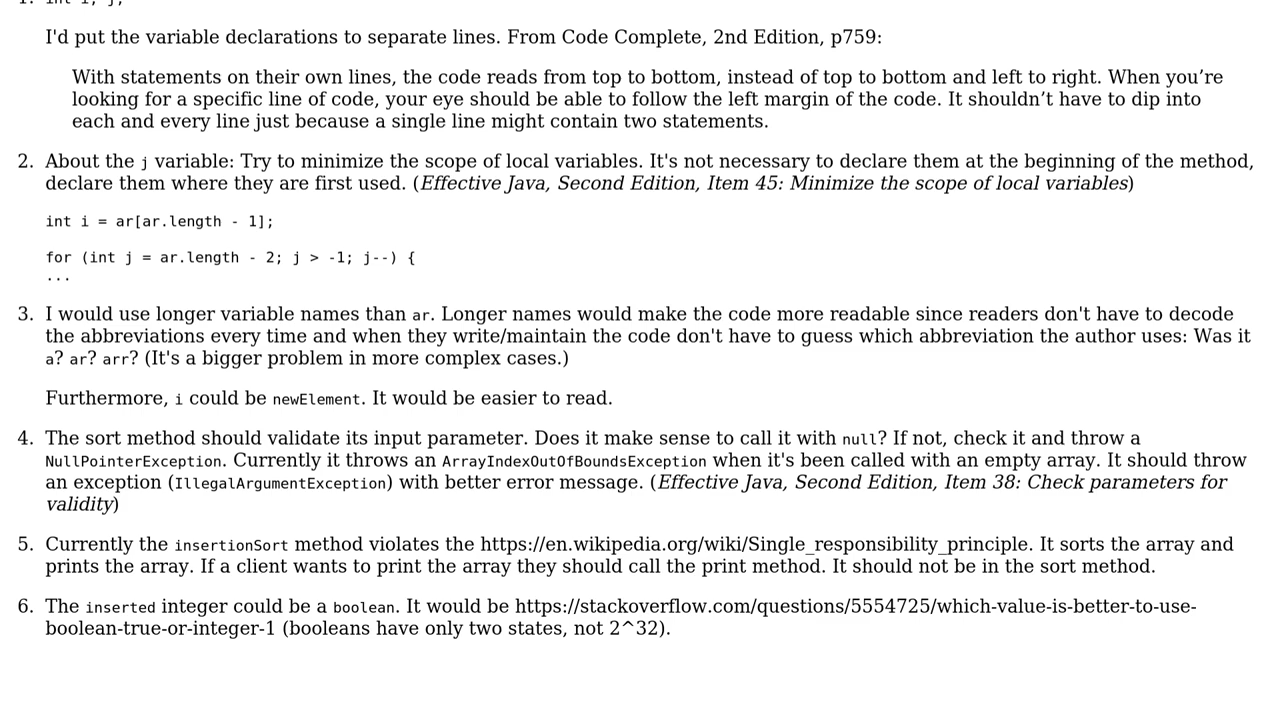 1. int i, j;
I'd put the variable declarations to separate lines. From Code Complete, 2nd Edition, p759:
With statements on their own lines, the code reads from top to bottom, instead of top to bottom and left to right. When you’re
looking for a specific line of code, your eye should be able to follow the left margin of the code. It shouldn’t have to dip into
each and every line just because a single line might contain two statements.
2. About the j variable: Try to minimize the scope of local variables. It's not necessary to declare them at the beginning of the method,
declare them where they are first used. (Effective Java, Second Edition, Item 45: Minimize the scope of local variables)
int i = ar[ar.length - 1];
for (int j = ar.length - 2; j > -1; j--) {
...
3. I would use longer variable names than ar. Longer names would make the code more readable since readers don't have to decode
the abbreviations every time and when they write/maintain the code don't have to guess which abbreviation the author uses: Was it
a? ar? arr? (It's a bigger problem in more complex cases.)
Furthermore, i could be newElement. It would be easier to read.
4. The sort method should validate its input parameter. Does it make sense to call it with null? If not, check it and throw a
NullPointerException. Currently it throws an ArrayIndexOutOfBoundsException when it's been called with an empty array. It should throw
an exception (IllegalArgumentException) with better error message. (Effective Java, Second Edition, Item 38: Check parameters for
validity)
5. Currently the insertionSort method violates the https://en.wikipedia.org/wiki/Single_responsibility_principle. It sorts the array and
prints the array. If a client wants to print the array they should call the print method. It should not be in the sort method.
6. The inserted integer could be a boolean. It would be https://stackoverflow.com/questions/5554725/which-value-is-better-to-use-
boolean-true-or-integer-1 (booleans have only two states, not 2^32).